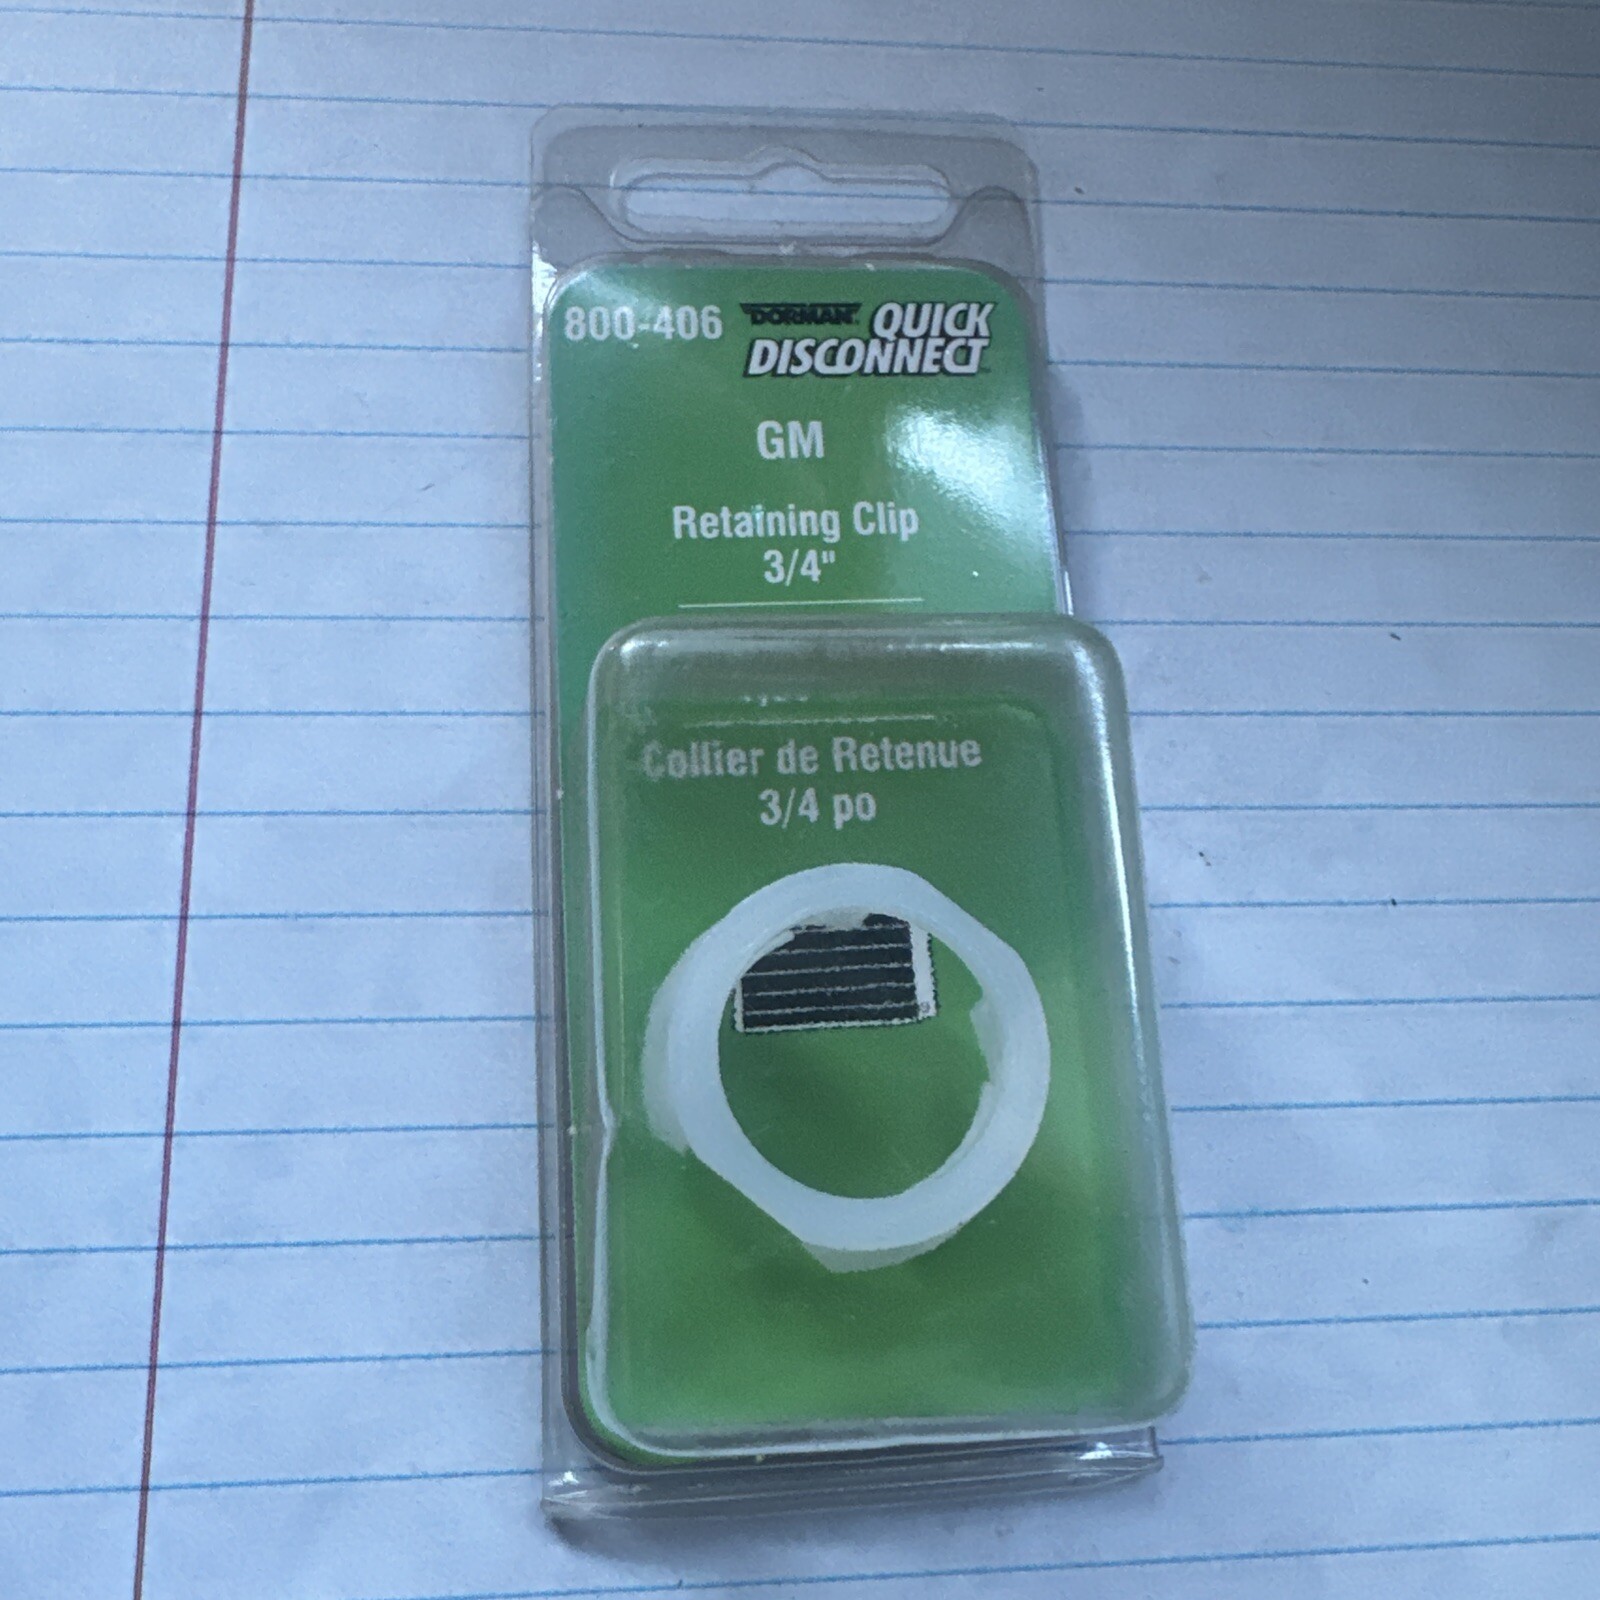 800-406 DORMAN QUICK
DISCONNECT
GM
Retaining Clip
3/4"
Collier de Retenue
3/4 po